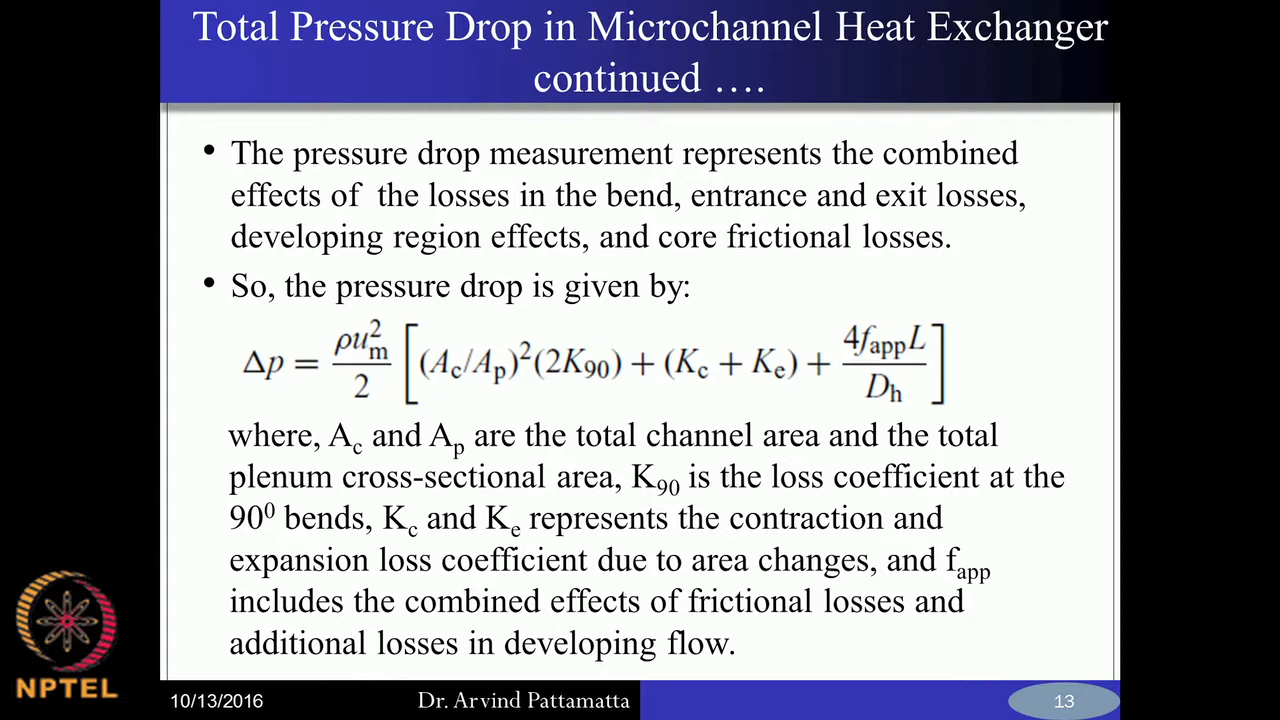 Total Pressure Drop in Microchannel Heat Exchanger
continued ….
• The pressure drop measurement represents the combined
effects of the losses in the bend, entrance and exit losses,
developing region effects, and core frictional losses.
• So, the pressure drop is given by:
Δp = ρu_m^2/2 [(A_c/A_p)^2(2K_90) + (K_c + K_e) + 4f_app L/D_h]
where, A_c and A_p are the total channel area and the total
plenum cross-sectional area, K_90 is the loss coefficient at the
90^0 bends, K_c and K_e represents the contraction and
expansion loss coefficient due to area changes, and f_app
includes the combined effects of frictional losses and
additional losses in developing flow.
NPTEL
10/13/2016 Dr. Arvind Pattamatta 13